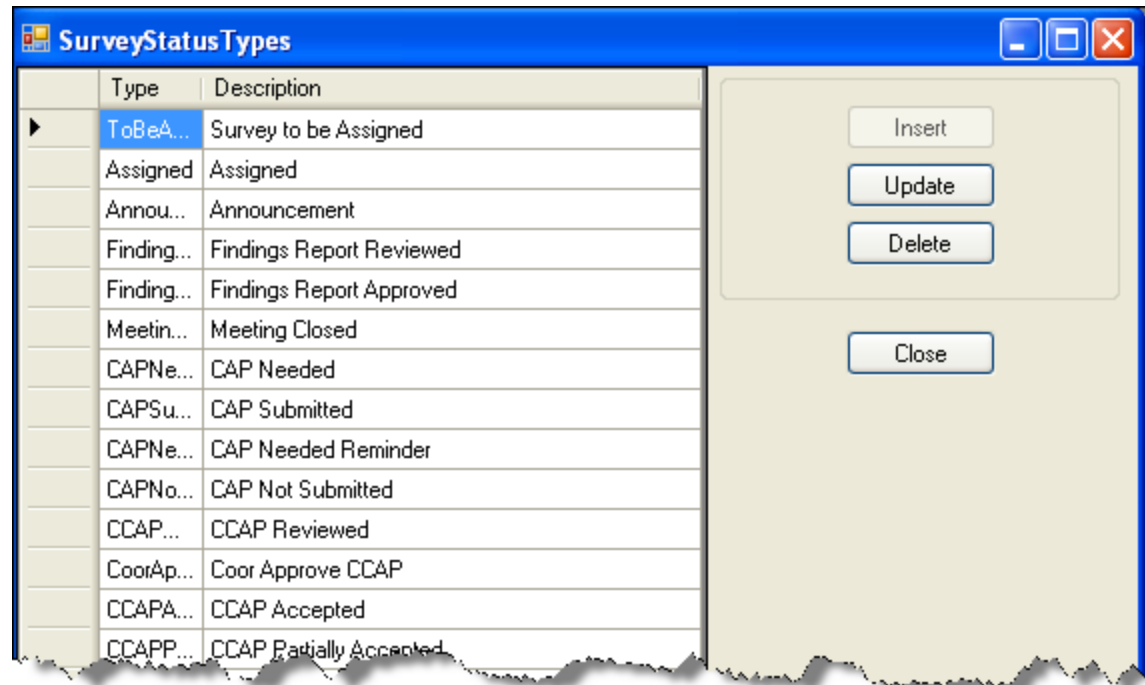 SurveyStatusTypes
Type Description
ToBeA... Survey to be Assigned
Insert
Assigned Assigned
Update
Annou... Announcement
Finding... Findings Report Reviewed
Delete
Finding... Findings Report Approved
Meetin... Meeting Closed
CAPNe... CAP Needed
Close
CAPSu... CAP Submitted
CAPNe... CAP Needed Reminder
CAPNo... CAP Not Submitted
CCAP... CCAP Reviewed
CoorAp... Coor Approve CCAP
CCAPA... CCAP Accepted
CCAPP... CCAP Partially Accepted